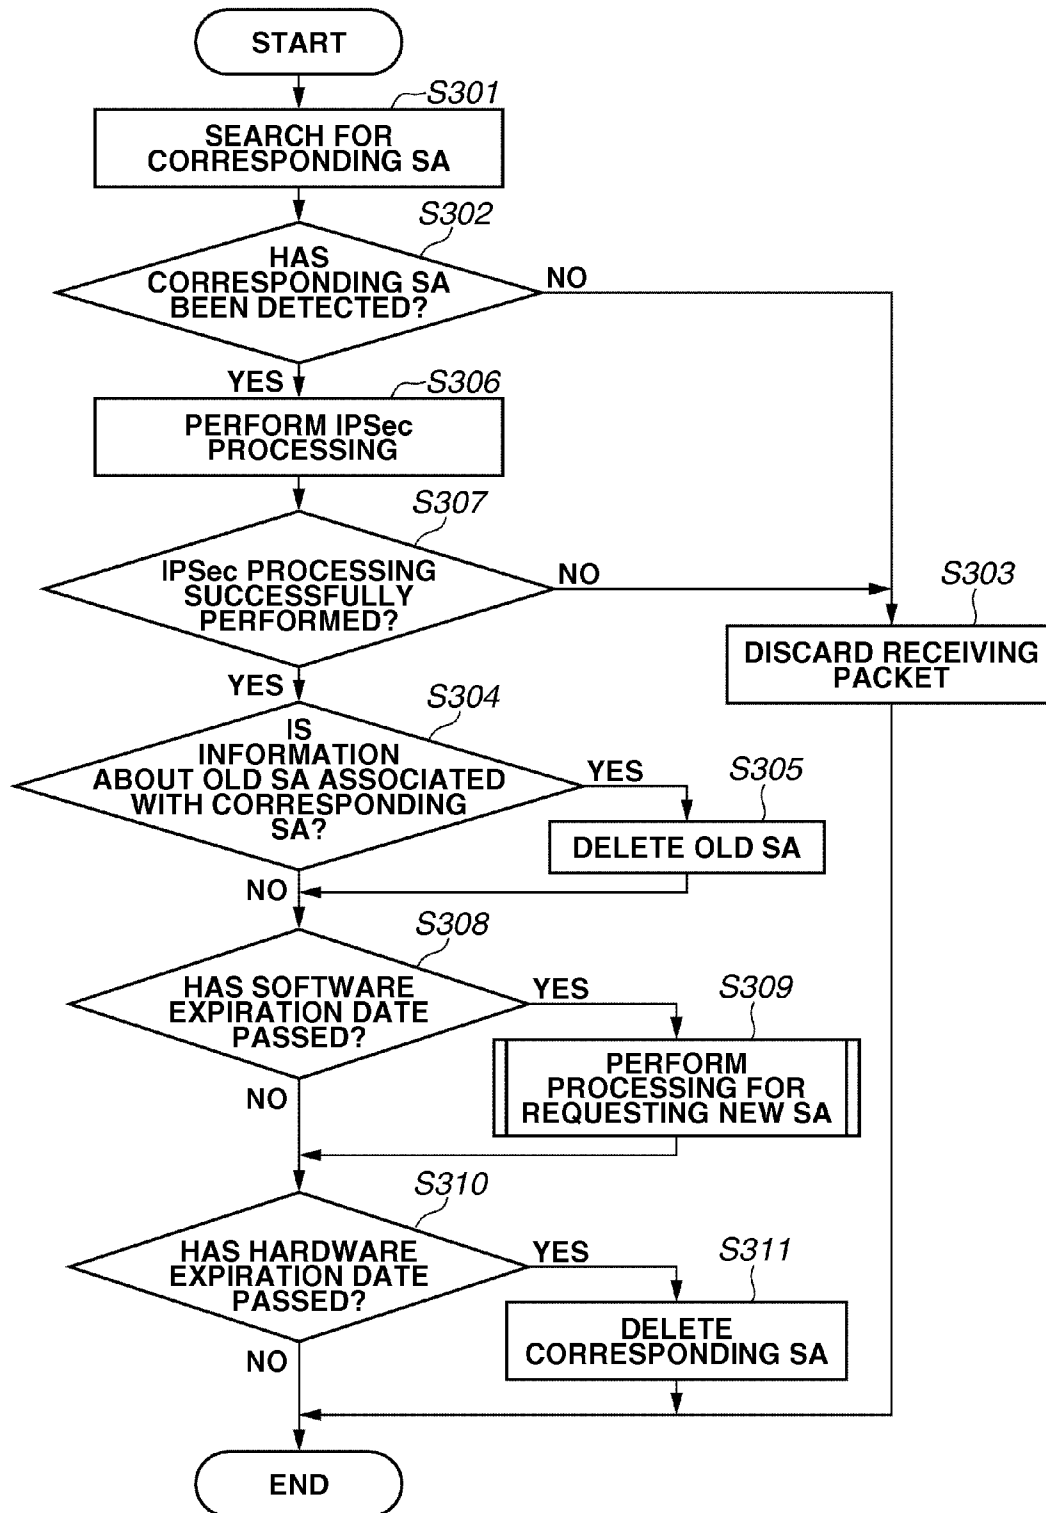 START
S301
SEARCH FOR
CORRESPONDING SA
S302
HAS
CORRESPONDING SA
BEEN DETECTED?
NO
YES
S306
PERFORM IPSec
PROCESSING
S307
IPSec PROCESSING
SUCCESSFULLY
PERFORMED?
NO
S303
DISCARD RECEIVING
PACKET
YES
S304
IS
INFORMATION
ABOUT OLD SA ASSOCIATED
WITH CORRESPONDING
SA?
YES
S305
DELETE OLD SA
NO
S308
HAS SOFTWARE
EXPIRATION DATE
PASSED?
YES
S309
PERFORM
PROCESSING FOR
REQUESTING NEW SA
NO
S310
HAS HARDWARE
EXPIRATION DATE
PASSED?
YES
S311
DELETE
CORRESPONDING SA
NO
END